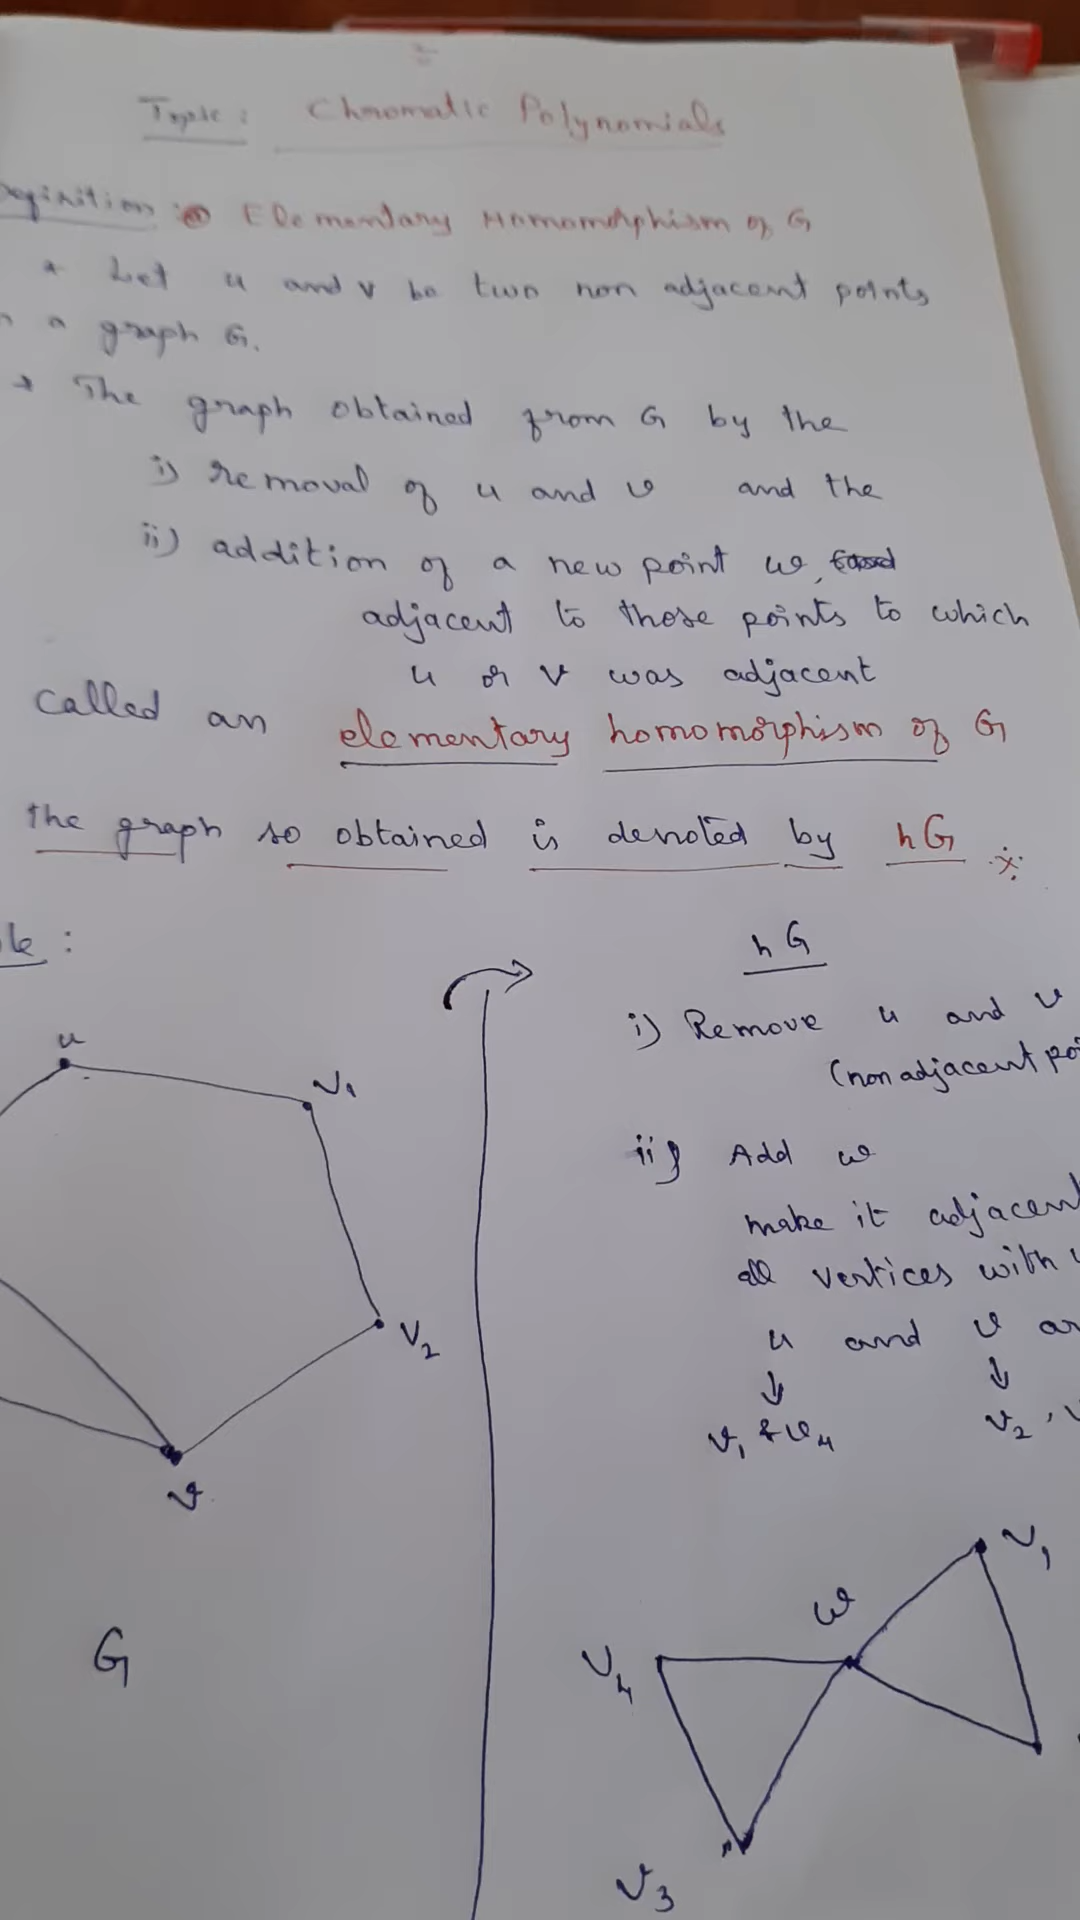 Topic: Chromatic Polynomials
Definition: Elementary Homomorphism of G
* Let u and v be two non adjacent points
a graph G.
The graph obtained from G by the
i) removal of u and v and the
ii) addition of a new point w,
adjacent to those points to which
u or v was adjacent
called an elementary homomorphism of G
the graph so obtained is denoted by hG
hG
i) Remove u and v
(non adjacent
ii) Add w
make it adjacent
all vertices with
u and v
↓ ↓
v1 & v4 v2,
u
v1
v2
v
G
v1
w
v4
v3